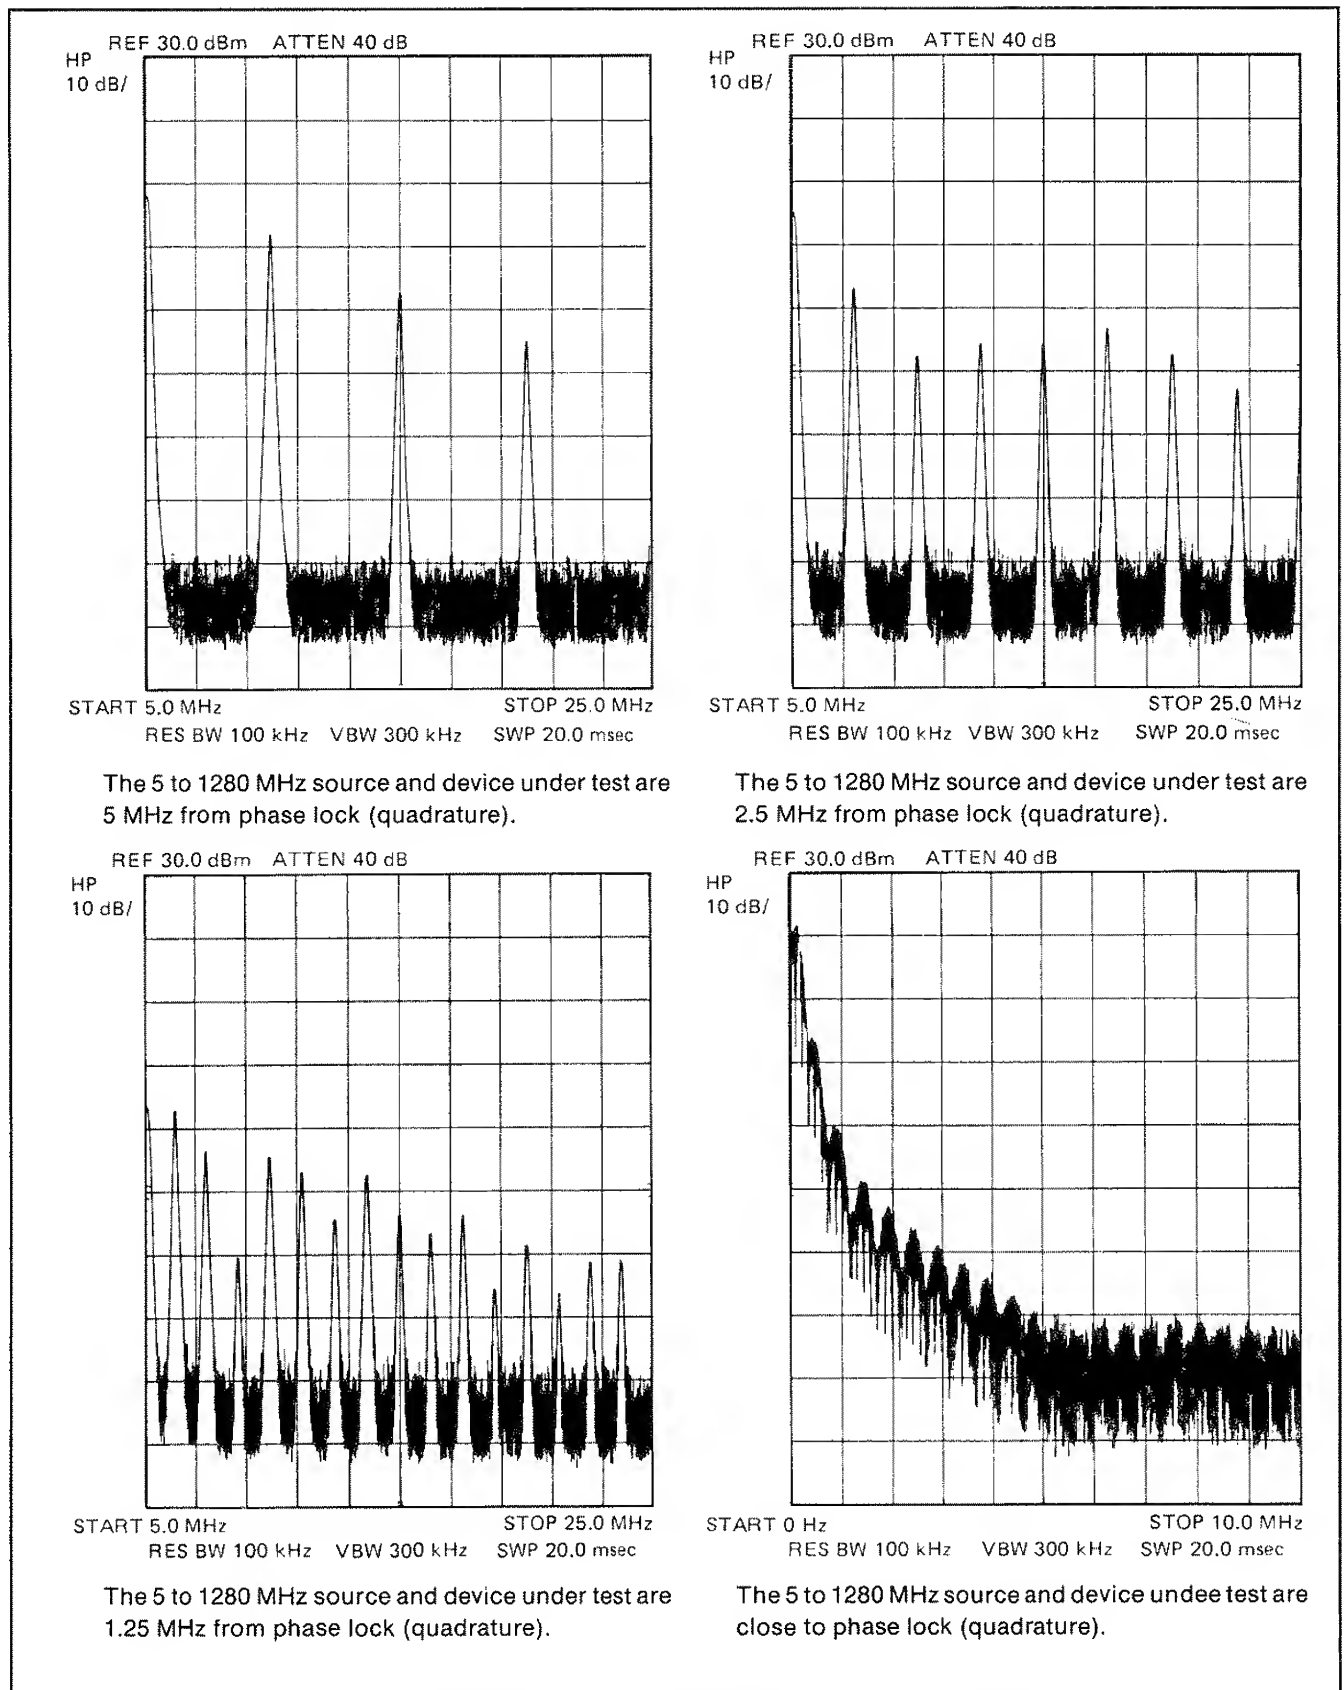 REF 30.0 dBm ATTEN 40 dB
HP
10 dB/
START 5.0 MHz STOP 25.0 MHz
RES BW 100 kHz VBW 300 kHz SWP 20.0 msec
The 5 to 1280 MHz source and device under test are
5 MHz from phase lock (quadrature).
REF 30.0 dBm ATTEN 40 dB
HP
10 dB/
START 5.0 MHz STOP 25.0 MHz
RES BW 100 kHz VBW 300 kHz SWP 20.0 msec
The 5 to 1280 MHz source and device under test are
2.5 MHz from phase lock (quadrature).
REF 30.0 dBm ATTEN 40 dB
HP
10 dB/
START 5.0 MHz STOP 25.0 MHz
RES BW 100 kHz VBW 300 kHz SWP 20.0 msec
The 5 to 1280 MHz source and device under test are
1.25 MHz from phase lock (quadrature).
REF 30.0 dBm ATTEN 40 dB
HP
10 dB/
START 0 Hz STOP 10.0 MHz
RES BW 100 kHz VBW 300 kHz SWP 20.0 msec
The 5 to 1280 MHz source and device undee test are
close to phase lock (quadrature).